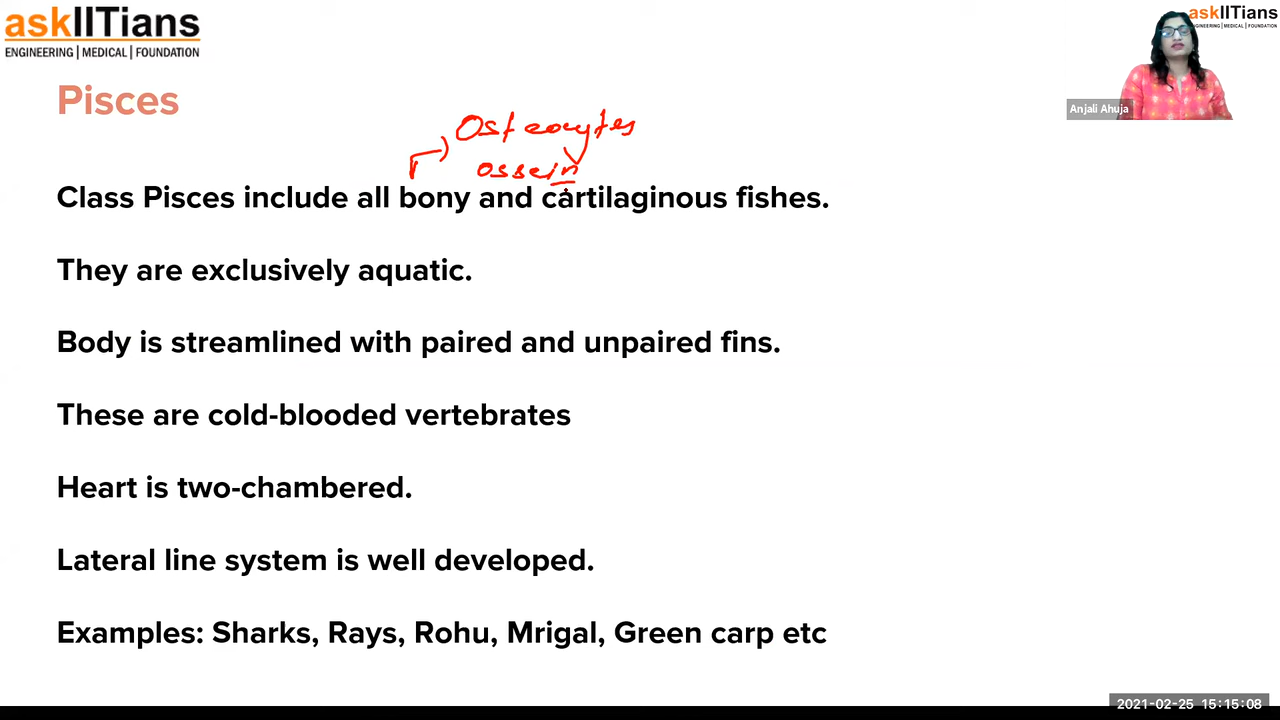 askIITians
ENGINEERING | MEDICAL | FOUNDATION
askIITians
ENGINEERING | MEDICAL | FOUNDATION
Anjali Ahuja
Pisces
Osteocytes
ossein
Class Pisces include all bony and cartilaginous fishes.
They are exclusively aquatic.
Body is streamlined with paired and unpaired fins.
These are cold-blooded vertebrates
Heart is two-chambered.
Lateral line system is well developed.
Examples: Sharks, Rays, Rohu, Mrigal, Green carp etc
2021-02-25 15:15:08